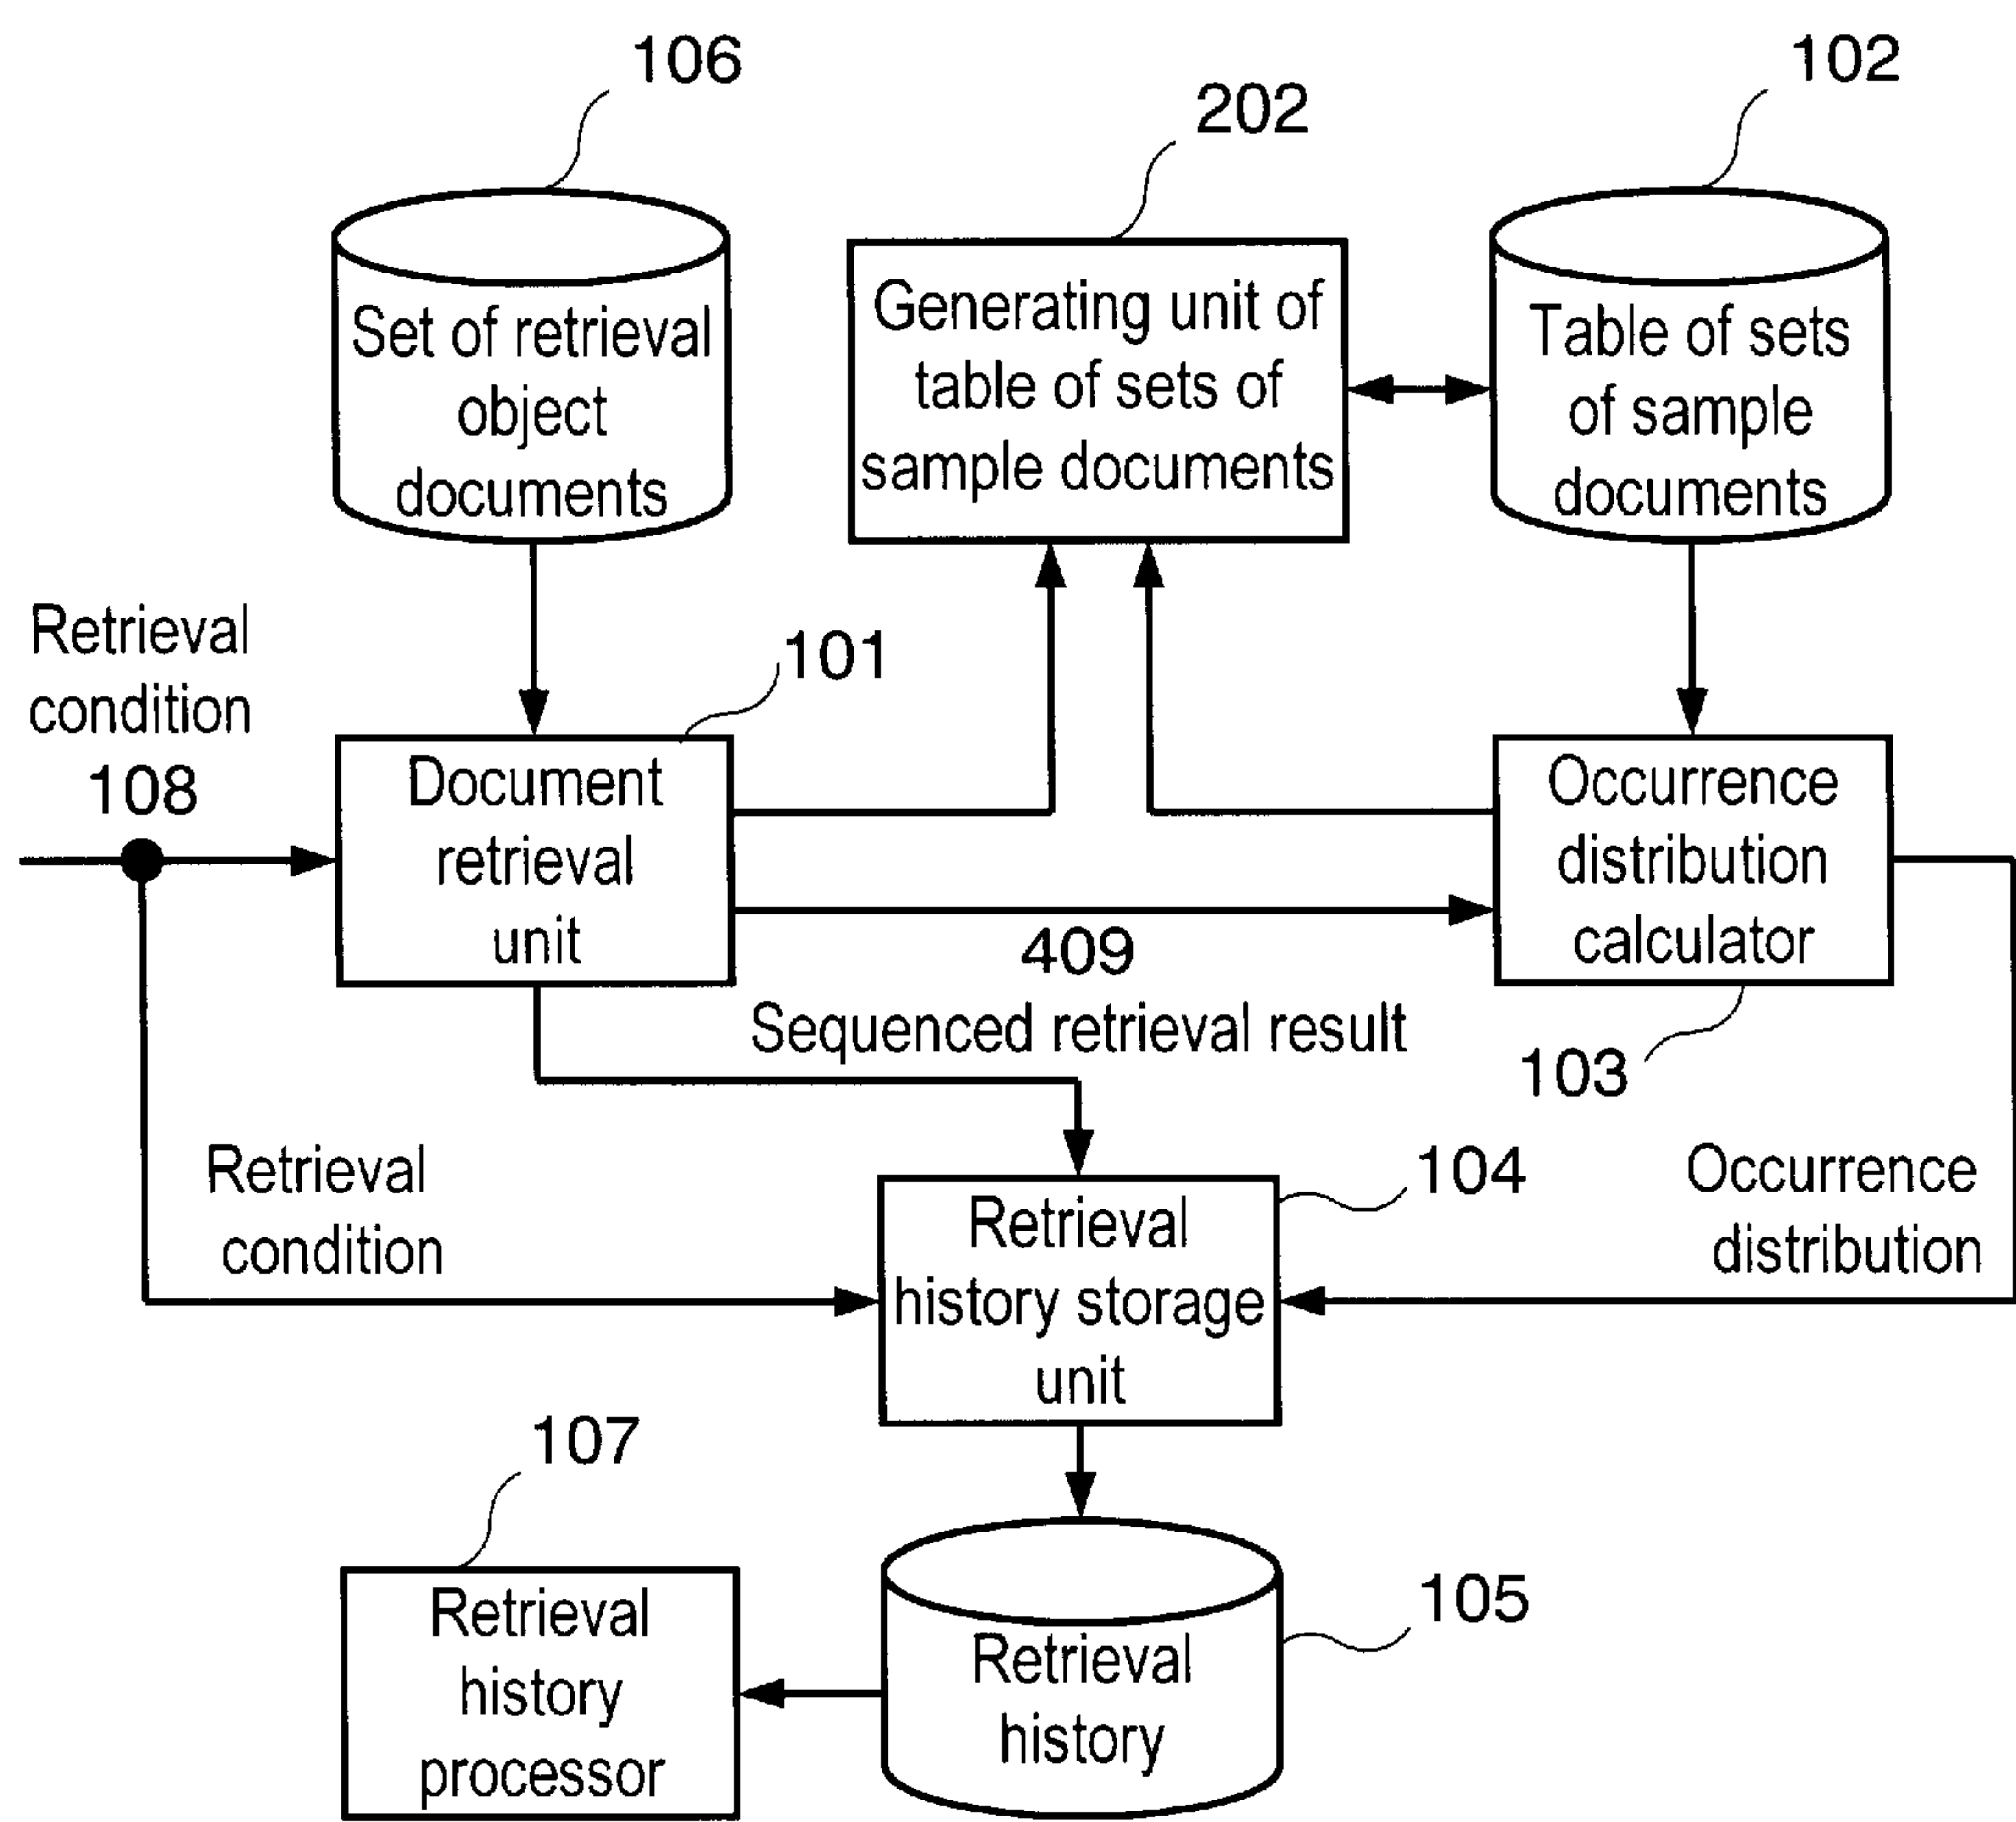 106
102
202
Set of retrieval
object
documents
Generating unit of
table of sets of
sample documents
Table of sets
of sample
documents
Retrieval
condition
108
101
Document
retrieval
unit
Occurrence
distribution
calculator
409
Sequenced retrieval result
103
Retrieval
condition
104
Retrieval
history storage
unit
Occurrence
distribution
107
Retrieval
history
processor
105
Retrieval
history